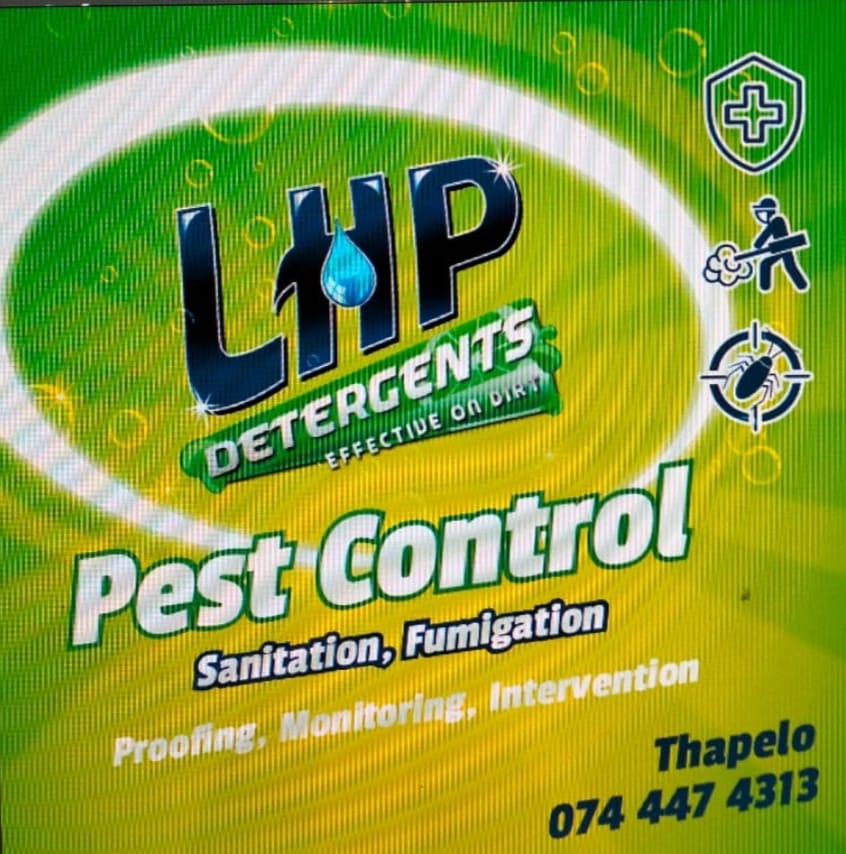 LHP
DETERGENTS
EFFECTIVE ON DIRT
Pest Control
Sanitation, Fumigation
Proofing, Monitoring, Intervention
Thapelo
074 447 4313